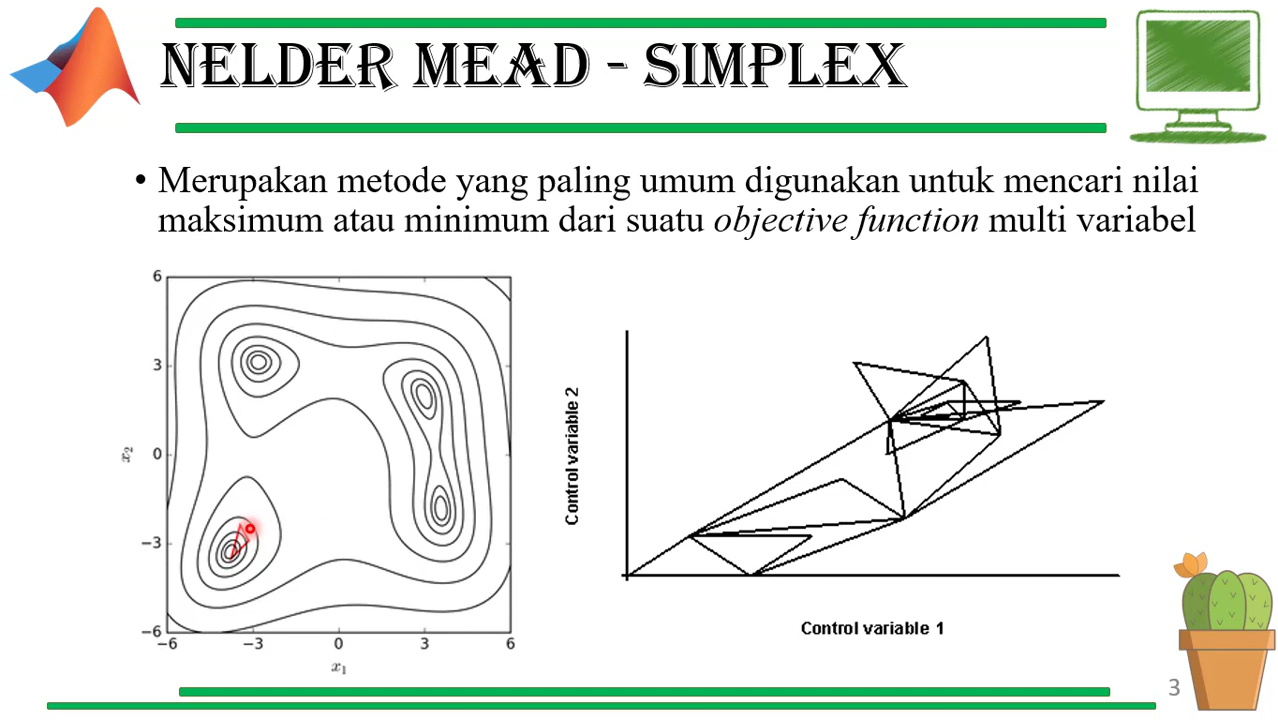 NELDER MEAD - SIMPLEX
• Merupakan metode yang paling umum digunakan untuk mencari nilai
maksimum atau minimum dari suatu objective function multi variabel
6
3
0
−3
−6
x₂
−6 −3 0 3 6
x₁
Control variable 2
Control variable 1
3